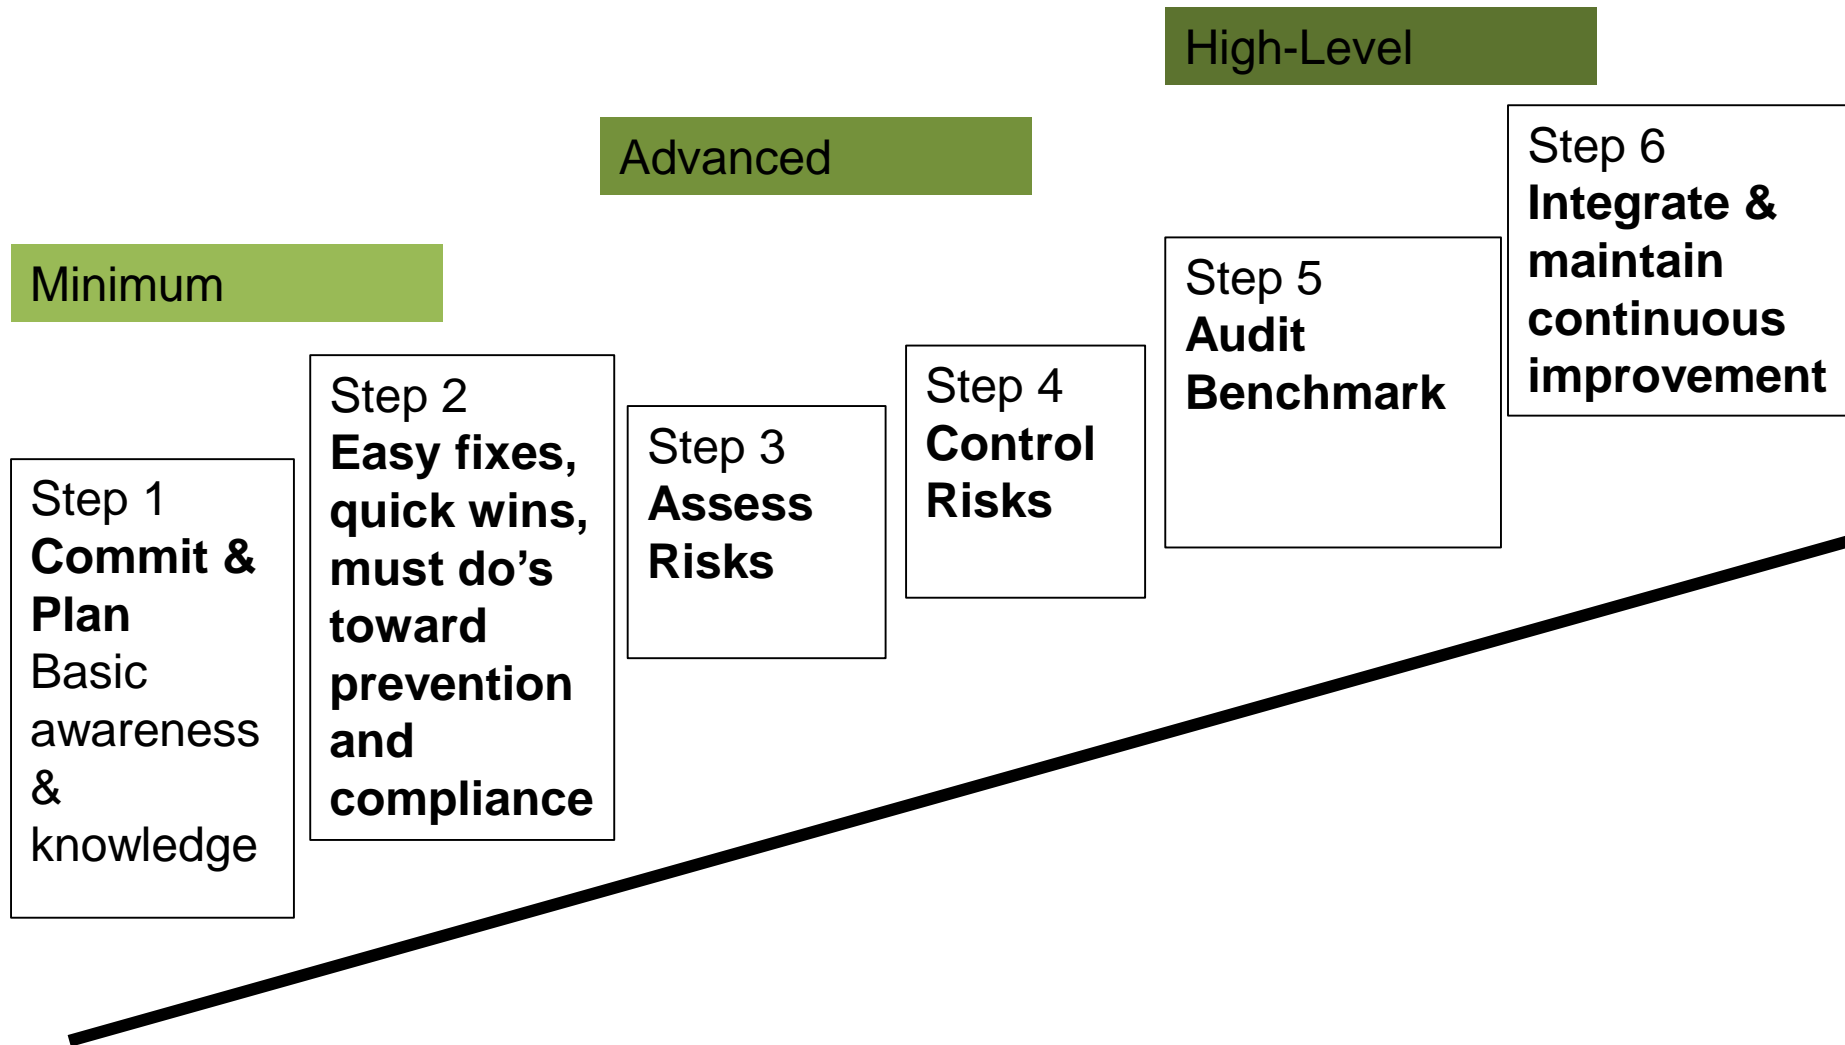 High-Level
Advanced
Minimum
Step 1
Commit &
Plan
Basic
awareness
&
knowledge
Step 2
Easy fixes,
quick wins,
must do’s
toward
prevention
and
compliance
Step 3
Assess
Risks
Step 4
Control
Risks
Step 5
Audit
Benchmark
Step 6
Integrate &
maintain
continuous
improvement